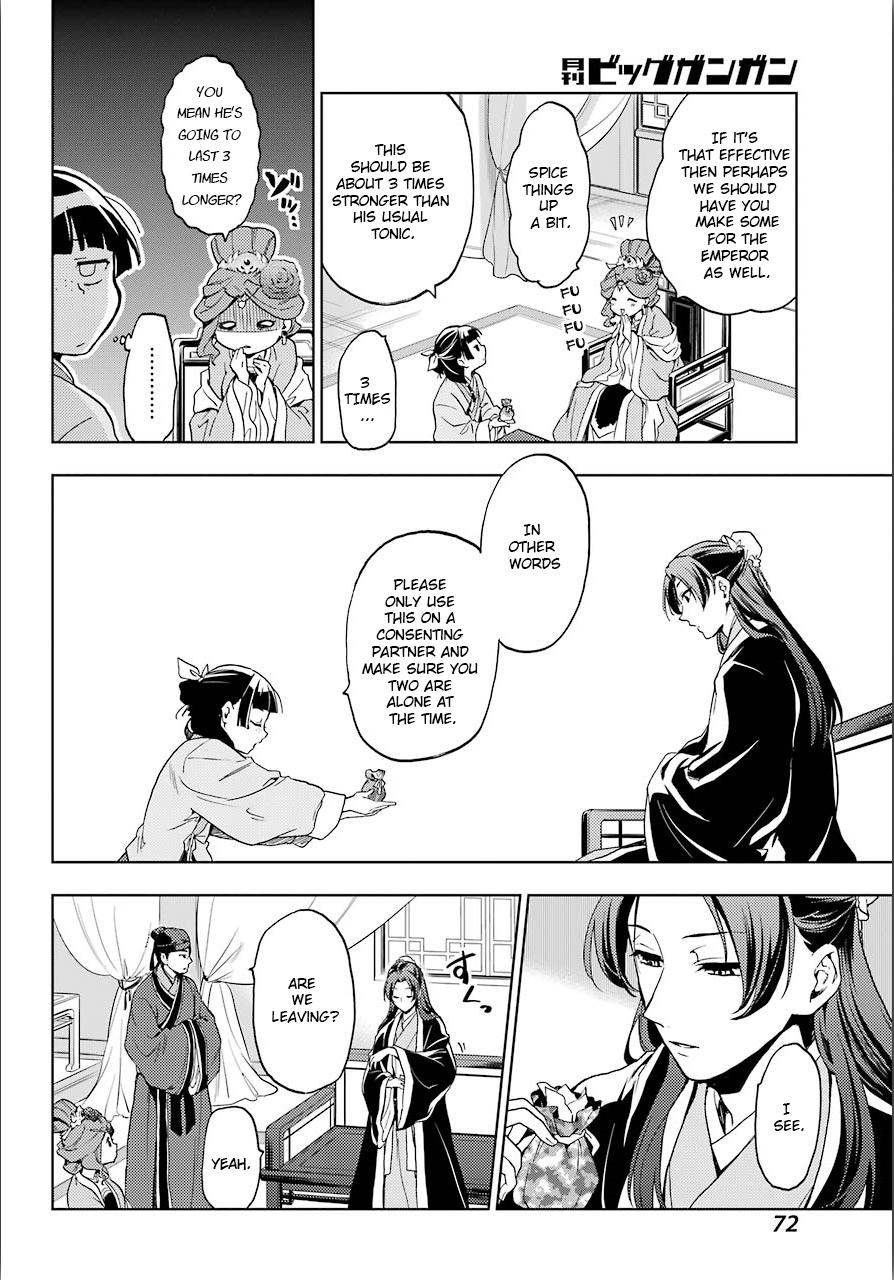 月刊ビッグガンガン
IF IT'S
THAT EFFECTIVE
THEN PERHAPS
WE SHOULD
HAVE YOU
MAKE SOME
FOR THE
EMPEROR
AS WELL.
SPICE
THINGS
UP
A BIT.
FU
FU
FU
FU
THIS
SHOULD BE
ABOUT 3 TIMES
STRONGER THAN
HIS USUAL
TONIC.
3
TIMES
...
YOU
MEAN HE'S
GOING TO
LAST 3
TIMES
LONGER?
ゾッ…
.........
IN
OTHER
WORDS
PLEASE
ONLY USE
THIS ON A
CONSENTING
PARTNER AND
MAKE SURE YOU
TWO ARE
ALONE AT
THE TIME.
I
SEE.
すくっ
ARE
WE
LEAVING?
YEAH.
72